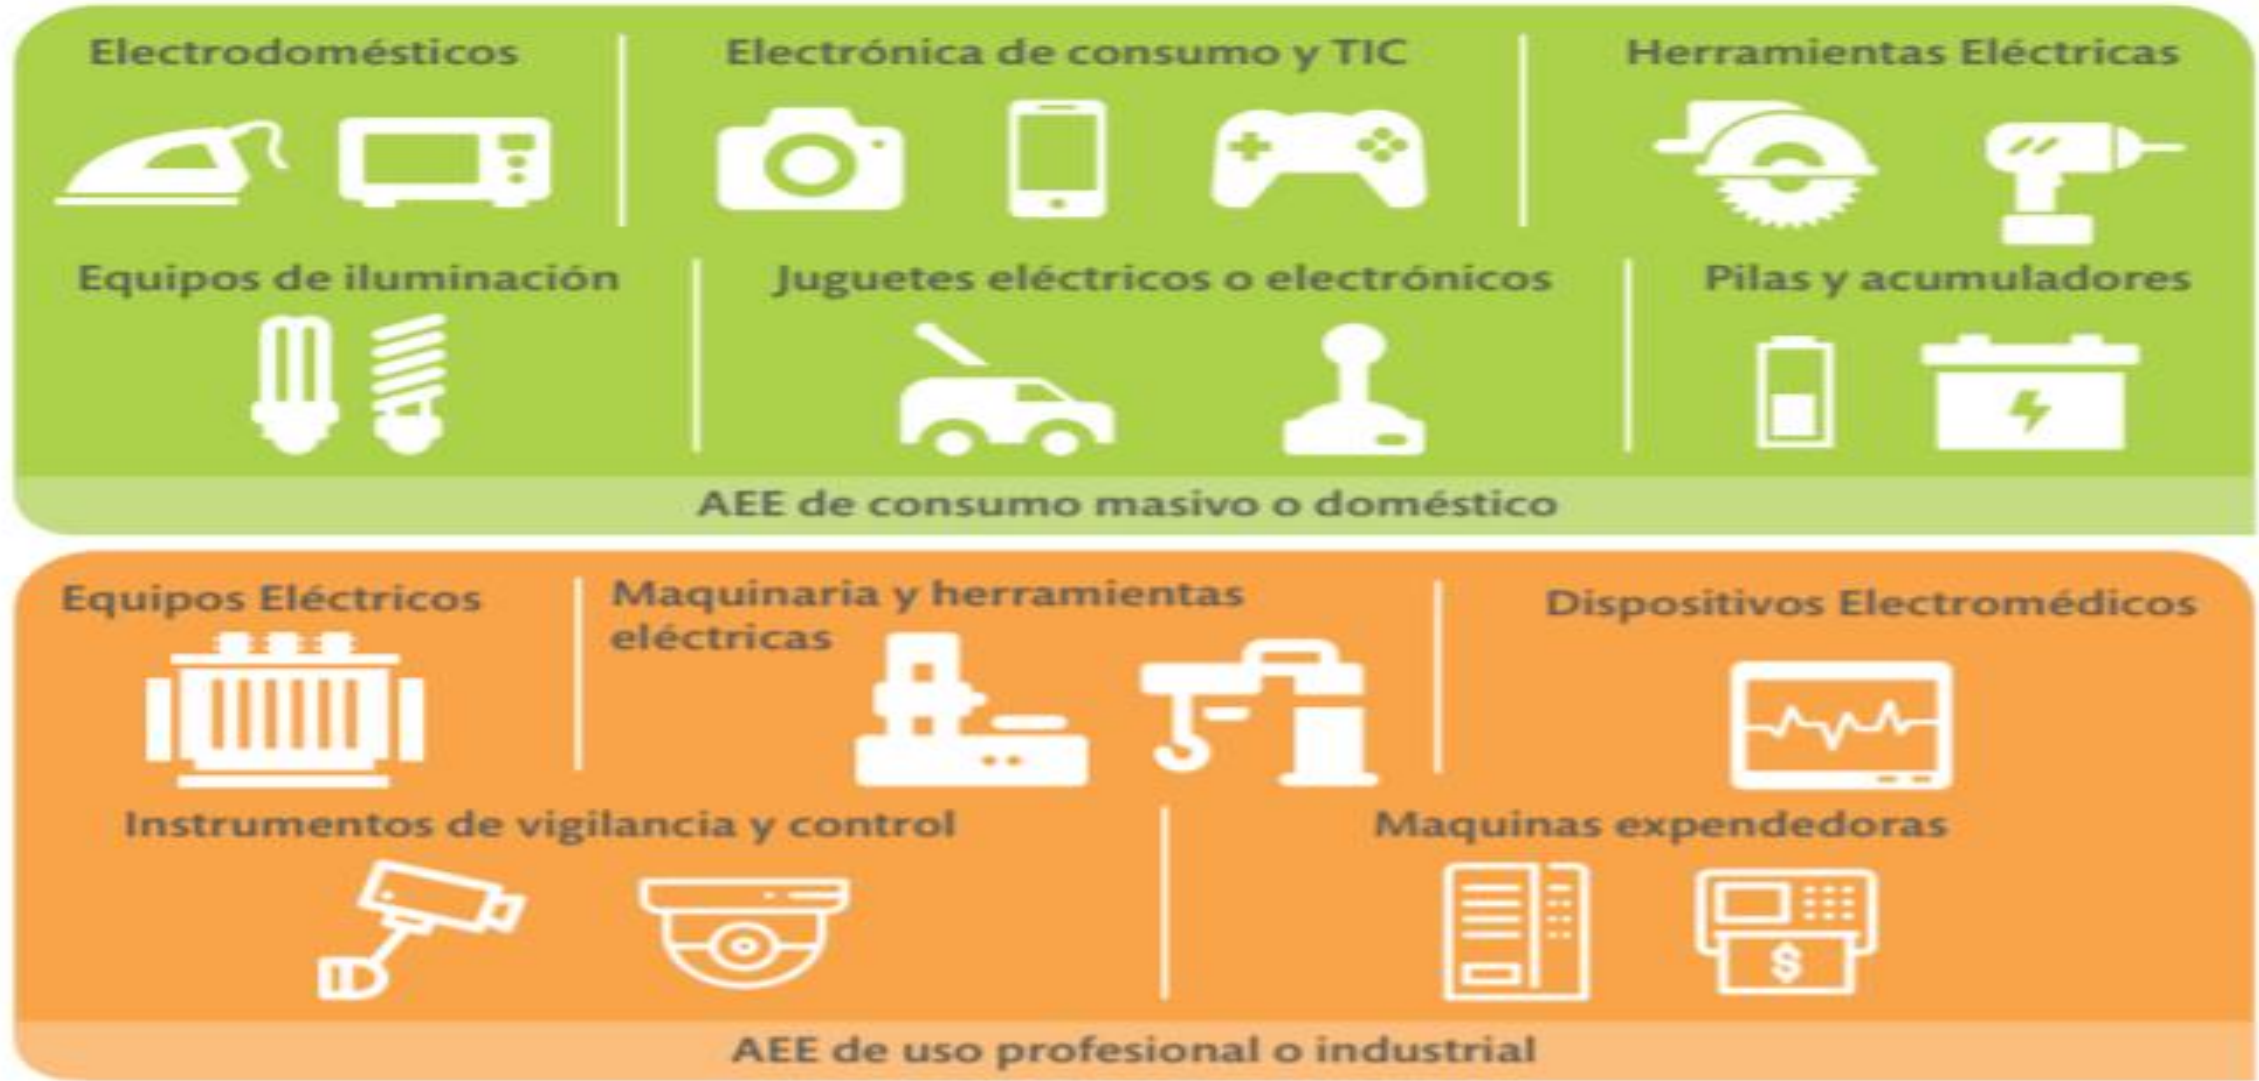 Electrodomésticos
Electrónica de consumo y TIC
Herramientas Eléctricas
Equipos de iluminación
Juguetes eléctricos o electrónicos
Pilas y acumuladores
AEE de consumo masivo o doméstico
Equipos Eléctricos
Maquinaria y herramientas
eléctricas
Dispositivos Electromédicos
Instrumentos de vigilancia y control
Maquinas expendedoras
$
AEE de uso profesional o industrial